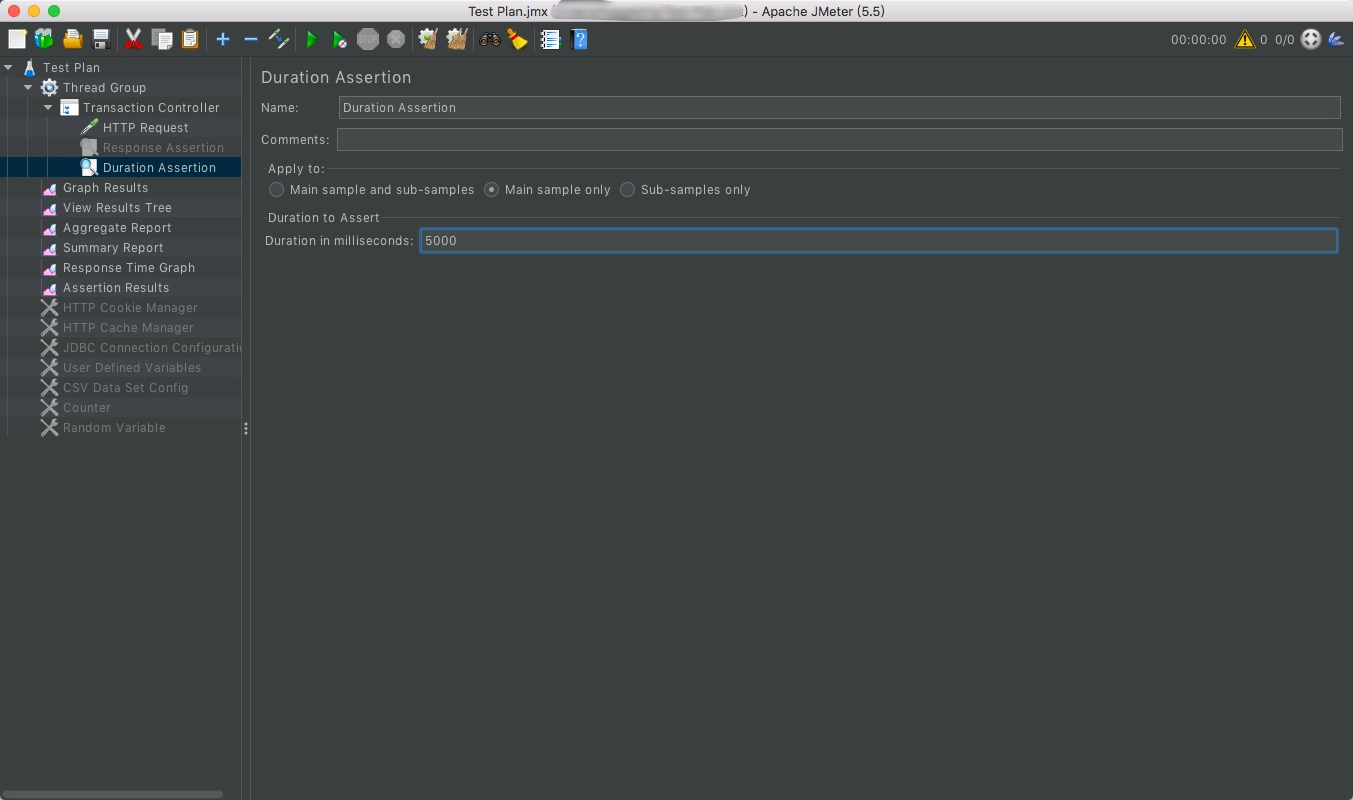 Test Plan.jmx ) - Apache JMeter (5.5)
STOP 00:00:00 0 0/0
Test Plan
Thread Group
Transaction Controller
HTTP Request
Response Assertion
Duration Assertion
Graph Results
View Results Tree
Aggregate Report
Summary Report
Response Time Graph
Assertion Results
HTTP Cookie Manager
HTTP Cache Manager
JDBC Connection Configuratio
User Defined Variables
CSV Data Set Config
Counter
Random Variable
Duration Assertion
Name: Duration Assertion
Comments:
Apply to:
Main sample and sub-samples Main sample only Sub-samples only
Duration to Assert
Duration in milliseconds: 5000